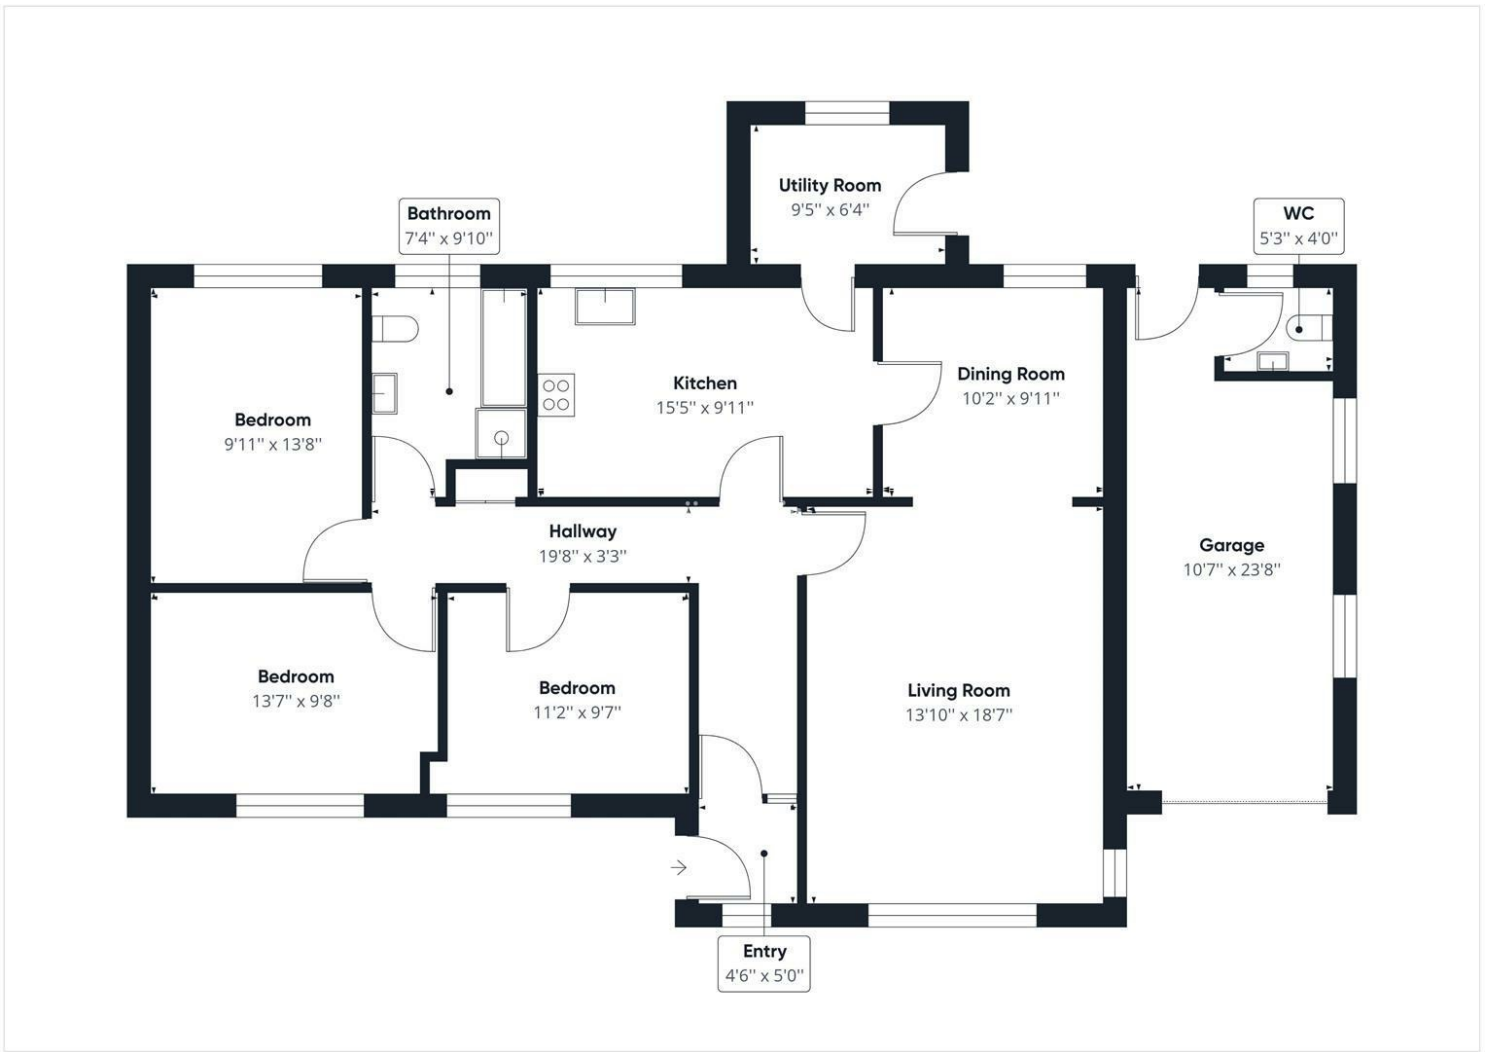 Utility Room
9'5" x 6'4"
Bathroom
7'4" x 9'10"
WC
5'3" x 4'0"
Kitchen
15'5" x 9'11"
Dining Room
10'2" x 9'11"
Bedroom
9'11" x 13'8"
Hallway
19'8" x 3'3"
Garage
10'7" x 23'8"
Bedroom
13'7" x 9'8"
Bedroom
11'2" x 9'7"
Living Room
13'10" x 18'7"
Entry
4'6" x 5'0"